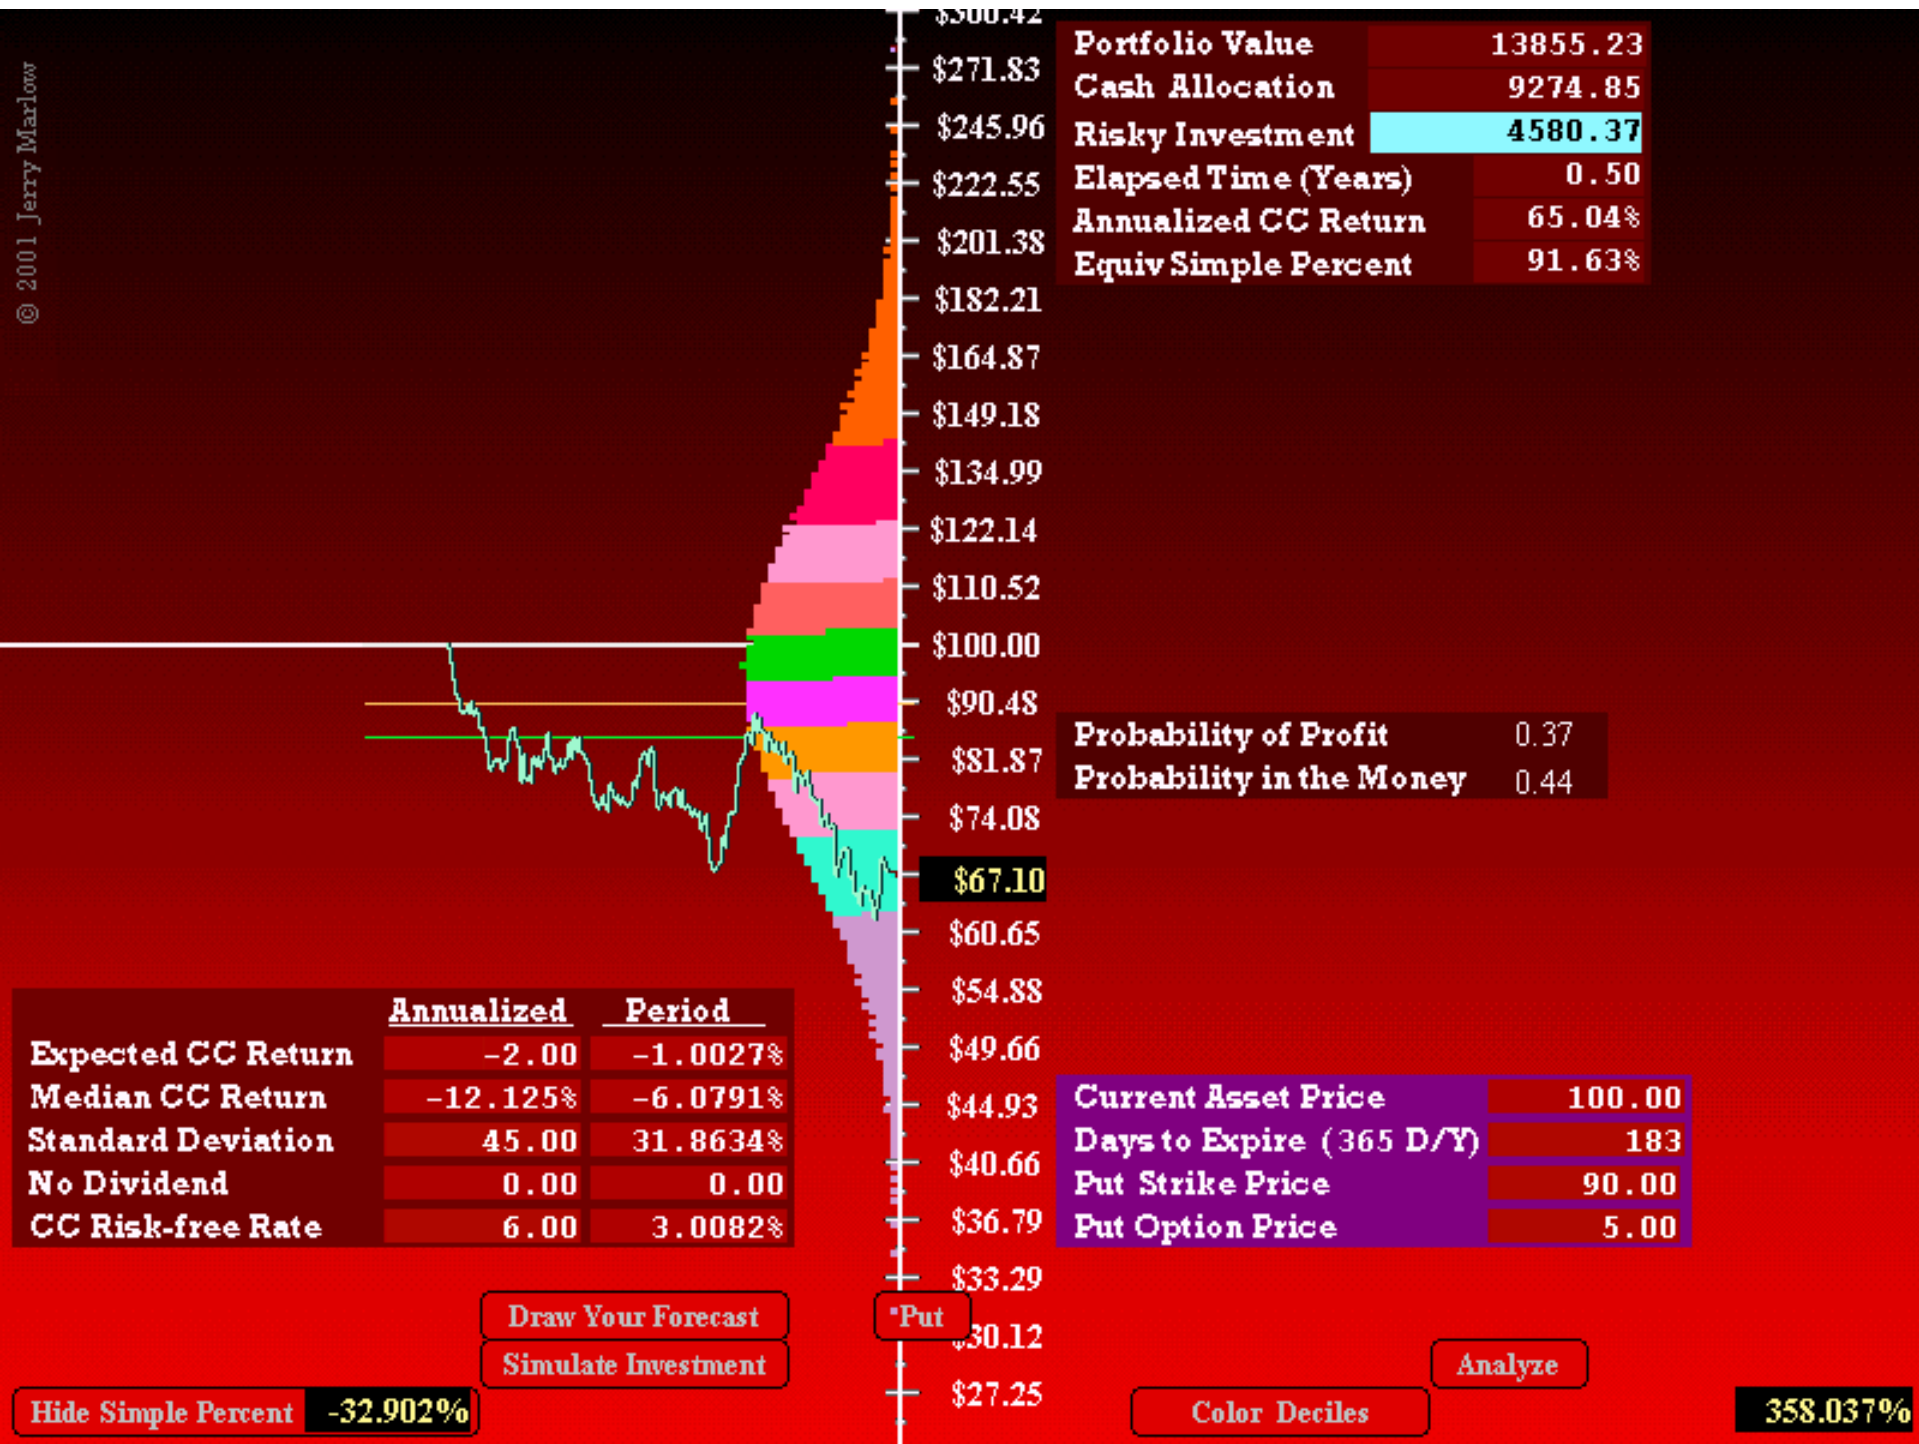 © 2001 Jerry Marlow
$300.42
$271.83
$245.96
$222.55
$201.38
$182.21
$164.87
$149.18
$134.99
$122.14
$110.52
$100.00
$90.48
$81.87
$74.08
$67.10
$60.65
$54.88
$49.66
$44.93
$40.66
$36.79
$33.29
$30.12
$27.25
Portfolio Value 13855.23
Cash Allocation 9274.85
Risky Investment 4580.37
Elapsed Time (Years) 0.50
Annualized CC Return 65.04%
Equiv Simple Percent 91.63%
Probability of Profit 0.37
Probability in the Money 0.44
Annualized Period
Expected CC Return -2.00 -1.0027%
Median CC Return -12.125% -6.0791%
Standard Deviation 45.00 31.8634%
No Dividend 0.00 0.00
CC Risk-free Rate 6.00 3.0082%
Current Asset Price 100.00
Days to Expire (365 D/Y) 183
Put Strike Price 90.00
Put Option Price 5.00
Draw Your Forecast
Put
Simulate Investment
Analyze
Hide Simple Percent -32.902%
Color Deciles
358.037%